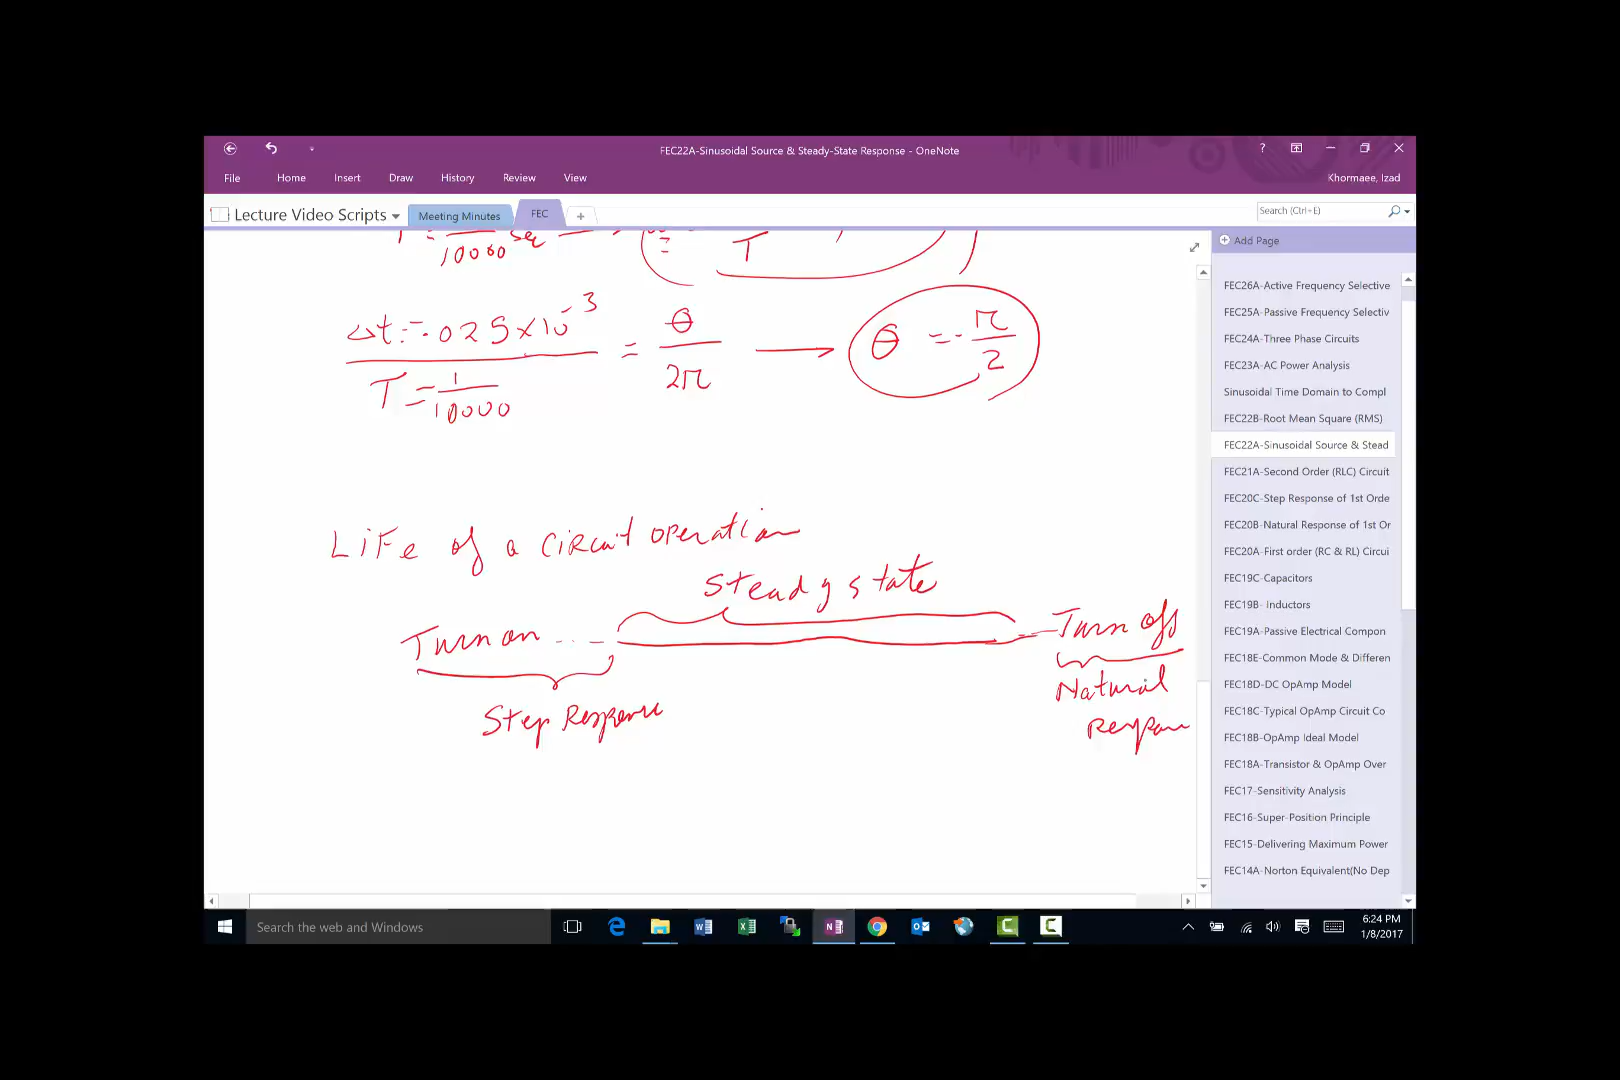 FEC22A-Sinusoidal Source & Steady-State Response - OneNote
?
File Home Insert Draw History Review View
Khormaee, Izad
Lecture Video Scripts
Meeting Minutes
FEC
Search (Ctrl+E)
Add Page
FEC26A-Active Frequency Selective
FEC25A-Passive Frequency Selectiv
FEC24A-Three Phase Circuits
FEC23A-AC Power Analysis
Sinusoidal Time Domain to Compl
FEC22B-Root Mean Square (RMS)
FEC22A-Sinusoidal Source & Stead
FEC21A-Second Order (RLC) Circuit
FEC20C-Step Response of 1st Orde
FEC20B-Natural Response of 1st Or
FEC20A-First order (RC & RL) Circui
FEC19C-Capacitors
FEC19B- Inductors
FEC19A-Passive Electrical Compon
FEC18E-Common Mode & Differen
FEC18D-DC OpAmp Model
FEC18C-Typical OpAmp Circuit Co
FEC18B-OpAmp Ideal Model
FEC18A-Transistor & OpAmp Over
FEC17-Sensitivity Analysis
FEC16-Super-Position Principle
FEC15-Delivering Maximum Power
FEC14A-Norton Equivalent(No Dep
10000
T
Δt=-.025×10⁻³
T=1/10000
= θ/2π
θ = -π/2
Life of a circuit operation
Steady state
Turn on ... Turn off
Step Response
Natural
Search the web and Windows
6:24 PM
1/8/2017